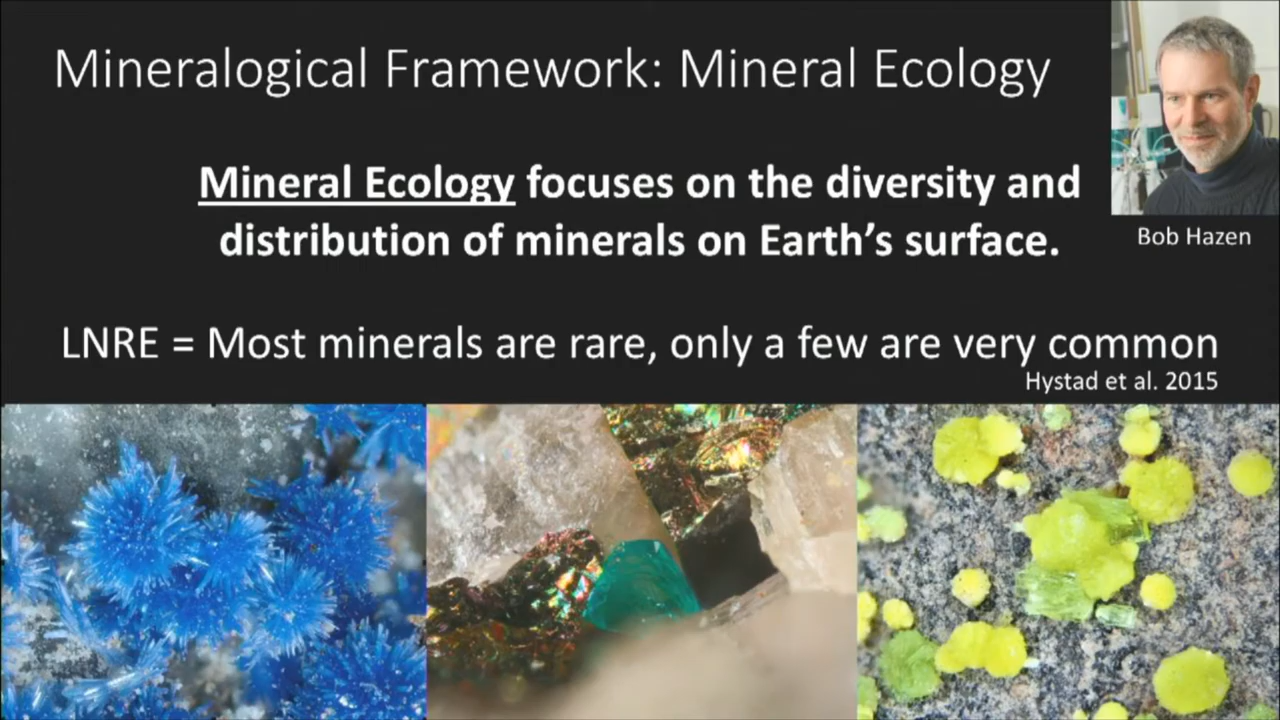 Mineralogical Framework: Mineral Ecology
Mineral Ecology focuses on the diversity and
distribution of minerals on Earth’s surface.
Bob Hazen
LNRE = Most minerals are rare, only a few are very common
Hystad et al. 2015